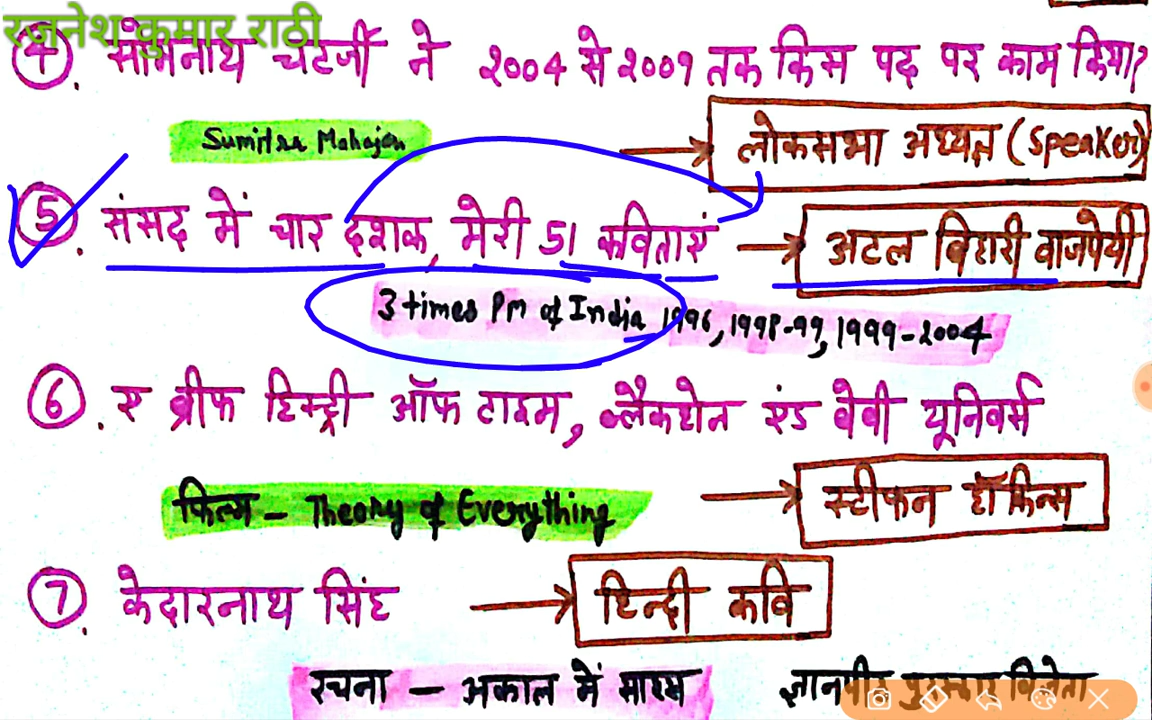 रजनेश कुमार राठी
4. सोमनाथ चटर्जी ने 2004 से 2009 तक किस पद पर काम किया?
Sumitra Mahajan → लोकसभा अध्यक्ष (Speaker)
5. संसद में चार दशक, मेरी 51 कविताएं → अटल बिहारी वाजपेयी
3 times Pm of India 1996, 1998-99, 1999-2004
6. ए ब्रीफ हिस्ट्री ऑफ टाइम, ब्लैकहोल एंड बेबी यूनिवर्स
फिल्म - Theory of Everything → स्टीफन हॉकिन्स
7. केदारनाथ सिंह → हिन्दी कवि
रचना - अकाल में सारस ज्ञानपीठ पुरस्कार विजेता